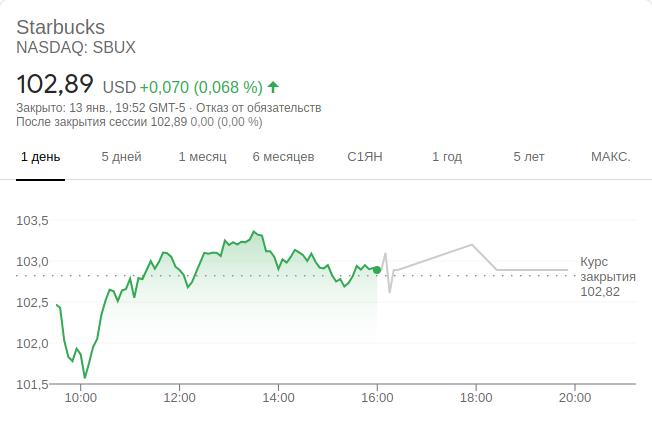 Starbucks
NASDAQ: SBUX
102,89 USD +0,070 (0,068 %)
Закрыто: 13 янв., 19:52 GMT-5 · Отказ от обязательств
После закрытия сессии 102,89 0,00 (0,00 %)
1 день 5 дней 1 месяц 6 месяцев С1ЯН 1 год 5 лет МАКС.
103,5
103,0
102,5
102,0
101,5
Курс
закрытия
102,82
10:00 12:00 14:00 16:00 18:00 20:00